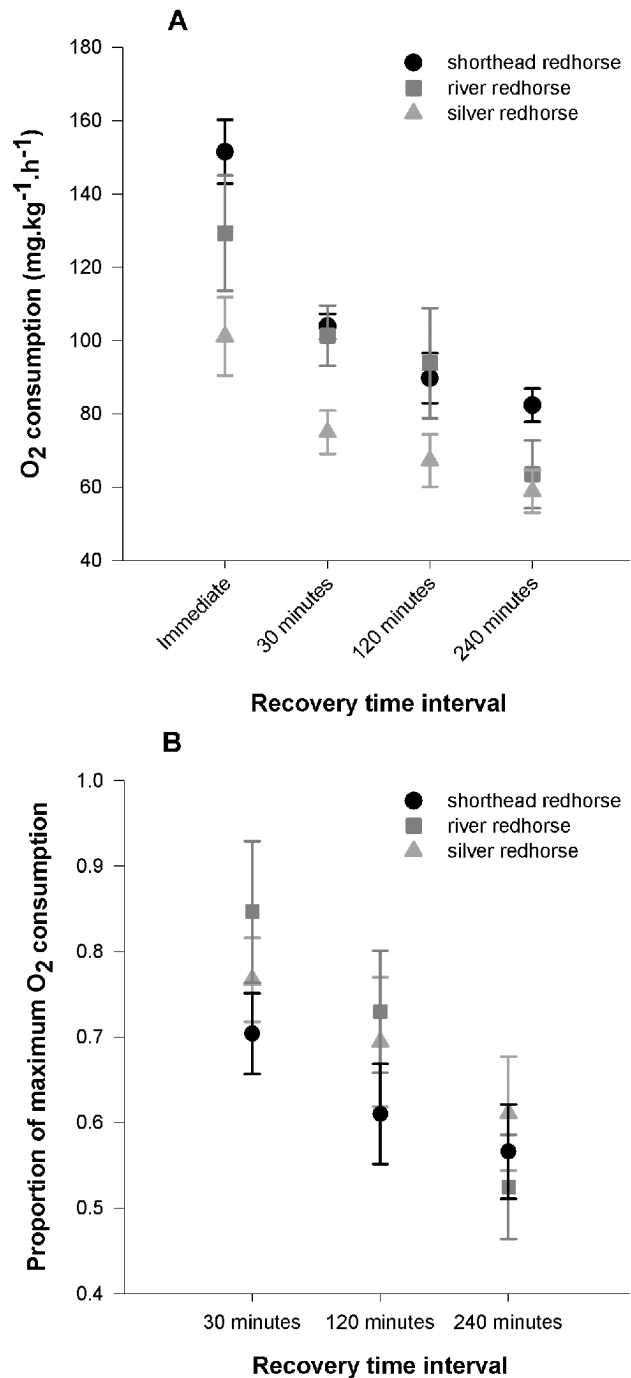 A
shorthead redhorse
river redhorse
silver redhorse
180
160
140
120
100
80
60
40
O2 consumption (mg.kg-1.h-1)
Immediate
30 minutes
120 minutes
240 minutes
Recovery time interval
B
shorthead redhorse
river redhorse
silver redhorse
1.0
0.9
0.8
0.7
0.6
0.5
0.4
Proportion of maximum O2 consumption
30 minutes
120 minutes
240 minutes
Recovery time interval